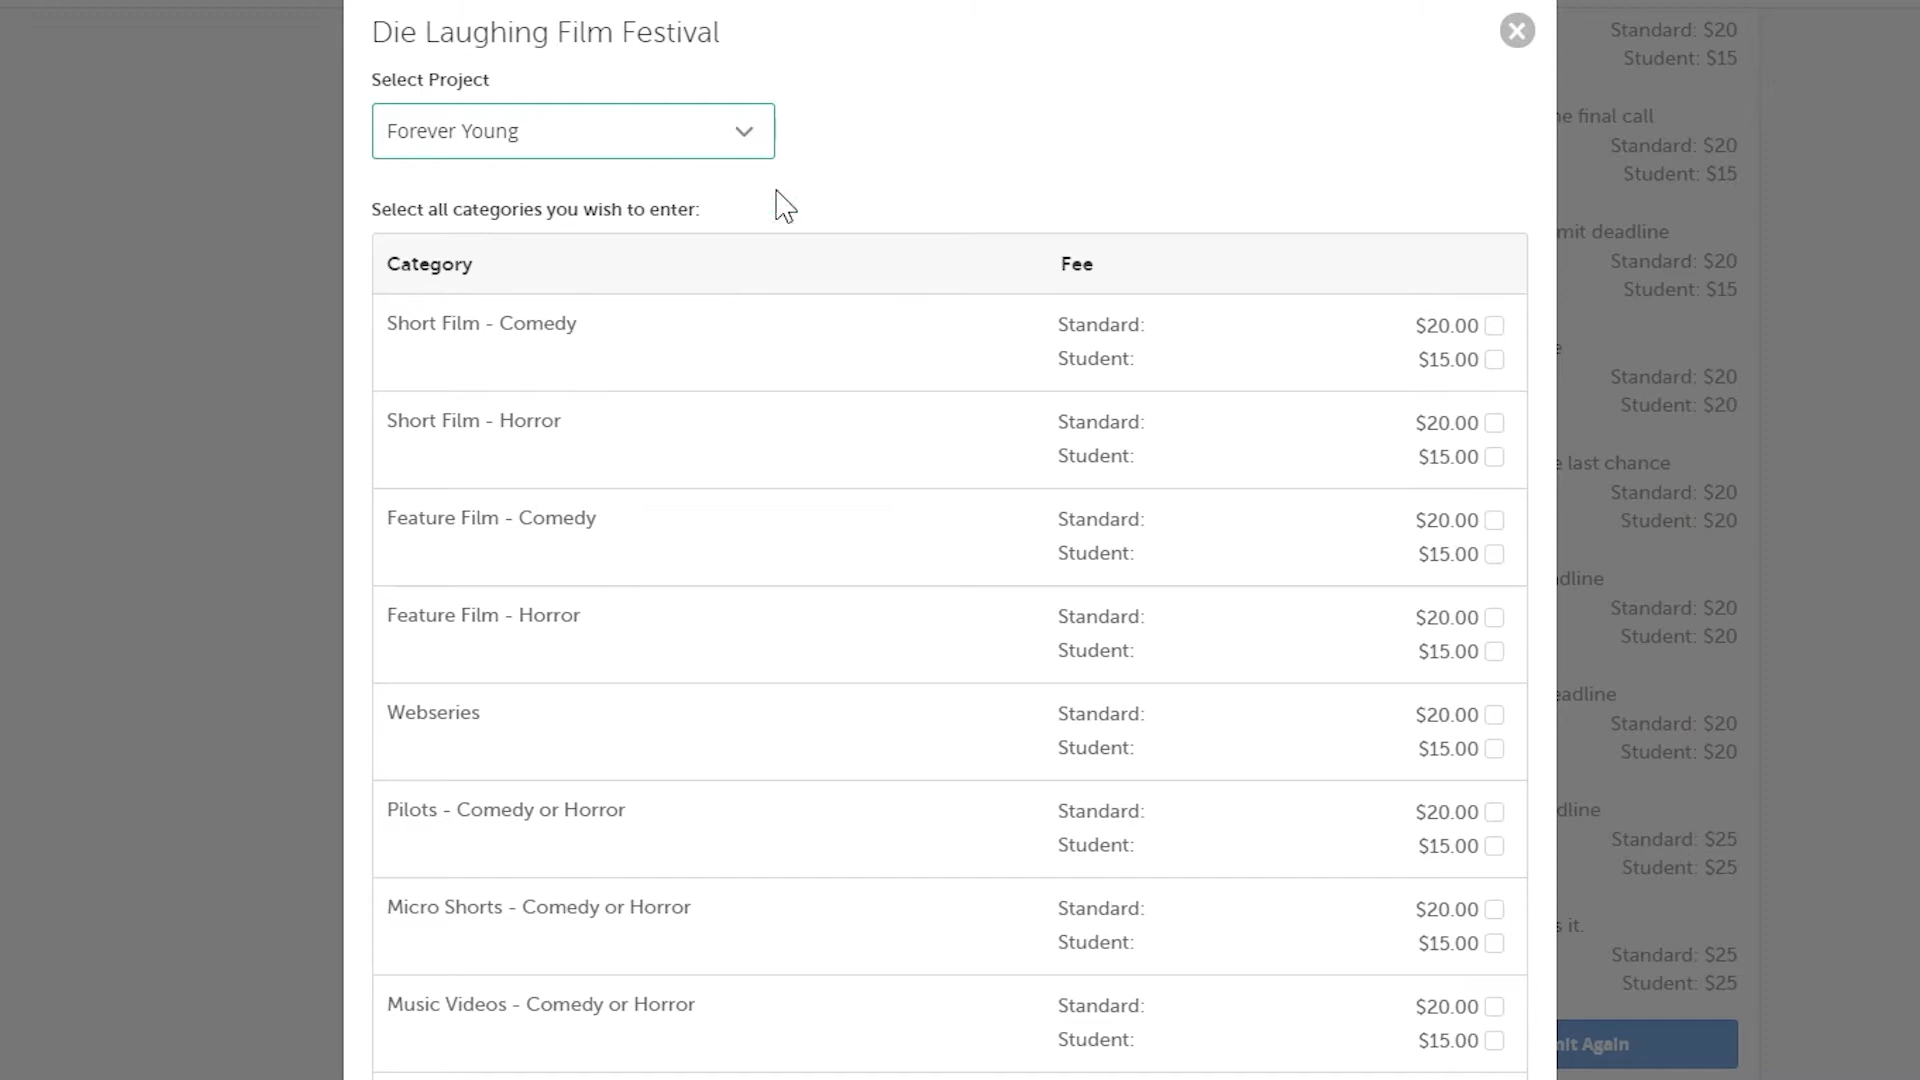 Die Laughing Film Festival
Select Project
Forever Young
Select all categories you wish to enter:
Category Fee
Short Film - Comedy Standard: $20.00
Student: $15.00
Short Film - Horror Standard: $20.00
Student: $15.00
Feature Film - Comedy Standard: $20.00
Student: $15.00
Feature Film - Horror Standard: $20.00
Student: $15.00
Webseries Standard: $20.00
Student: $15.00
Pilots - Comedy or Horror Standard: $20.00
Student: $15.00
Micro Shorts - Comedy or Horror Standard: $20.00
Student: $15.00
Music Videos - Comedy or Horror Standard: $20.00
Student: $15.00
Standard: $20
Student: $15
final call
Standard: $20
Student: $15
deadline
Standard: $20
Student: $15
Standard: $20
Student: $20
last chance
Standard: $20
Student: $20
Standard: $20
Student: $20
Standard: $20
Student: $20
Standard: $25
Student: $25
it.
Standard: $25
Student: $25
Again